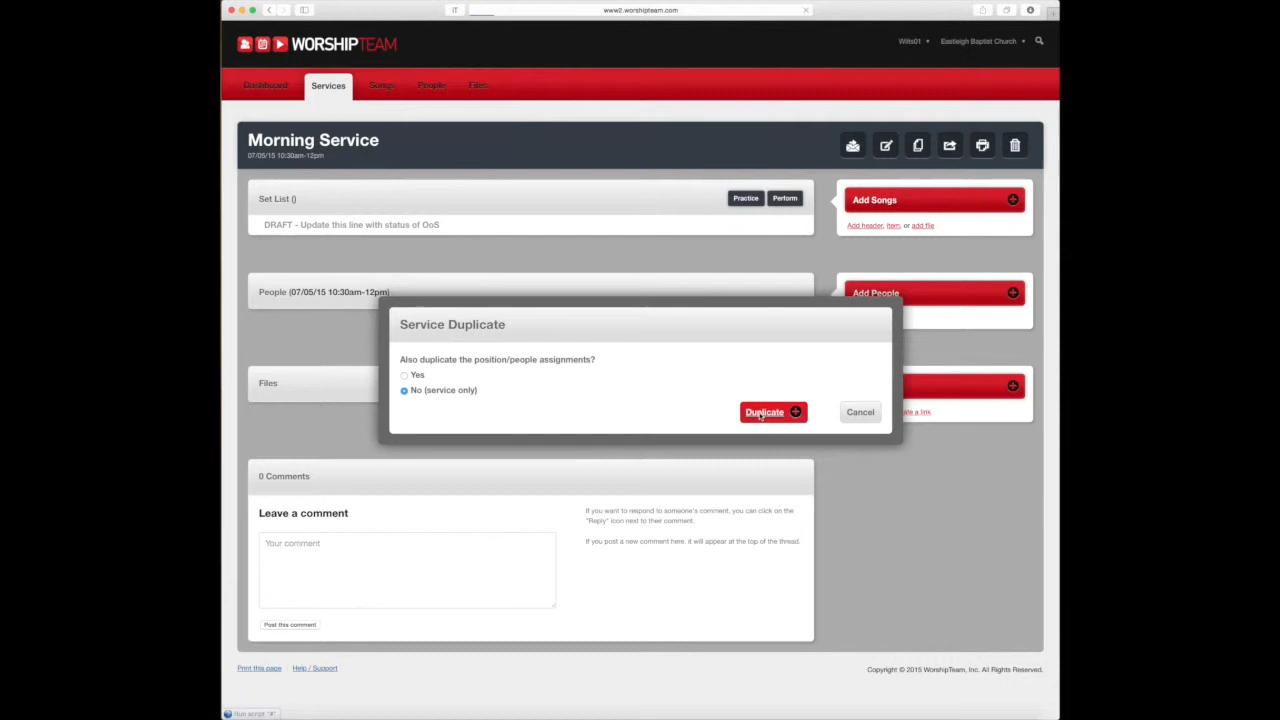 iT
www2.worshipteam.com
WORSHIPTEAM
Wilts01
Eastleigh Baptist Church
Dashboard
Services
Songs
People
Files
Morning Service
07/05/15 10:30am-12pm
Set List ()
Practice
Perform
Add Songs
DRAFT - Update this line with status of OoS
Add header, item, or add file
People (07/05/15 10:30am-12pm)
Add People
Service Duplicate
Also duplicate the position/people assignments?
Yes
Files
No (service only)
Duplicate
Cancel
a link
0 Comments
Leave a comment
Your comment
If you want to respond to someone's comment, you can click on the
"Reply" icon next to their comment.
If you post a new comment here, it will appear at the top of the thread.
Post this comment
Print this page
Help / Support
Copyright © 2015 WorshipTeam, Inc. All Rights Reserved.
Run script "#"